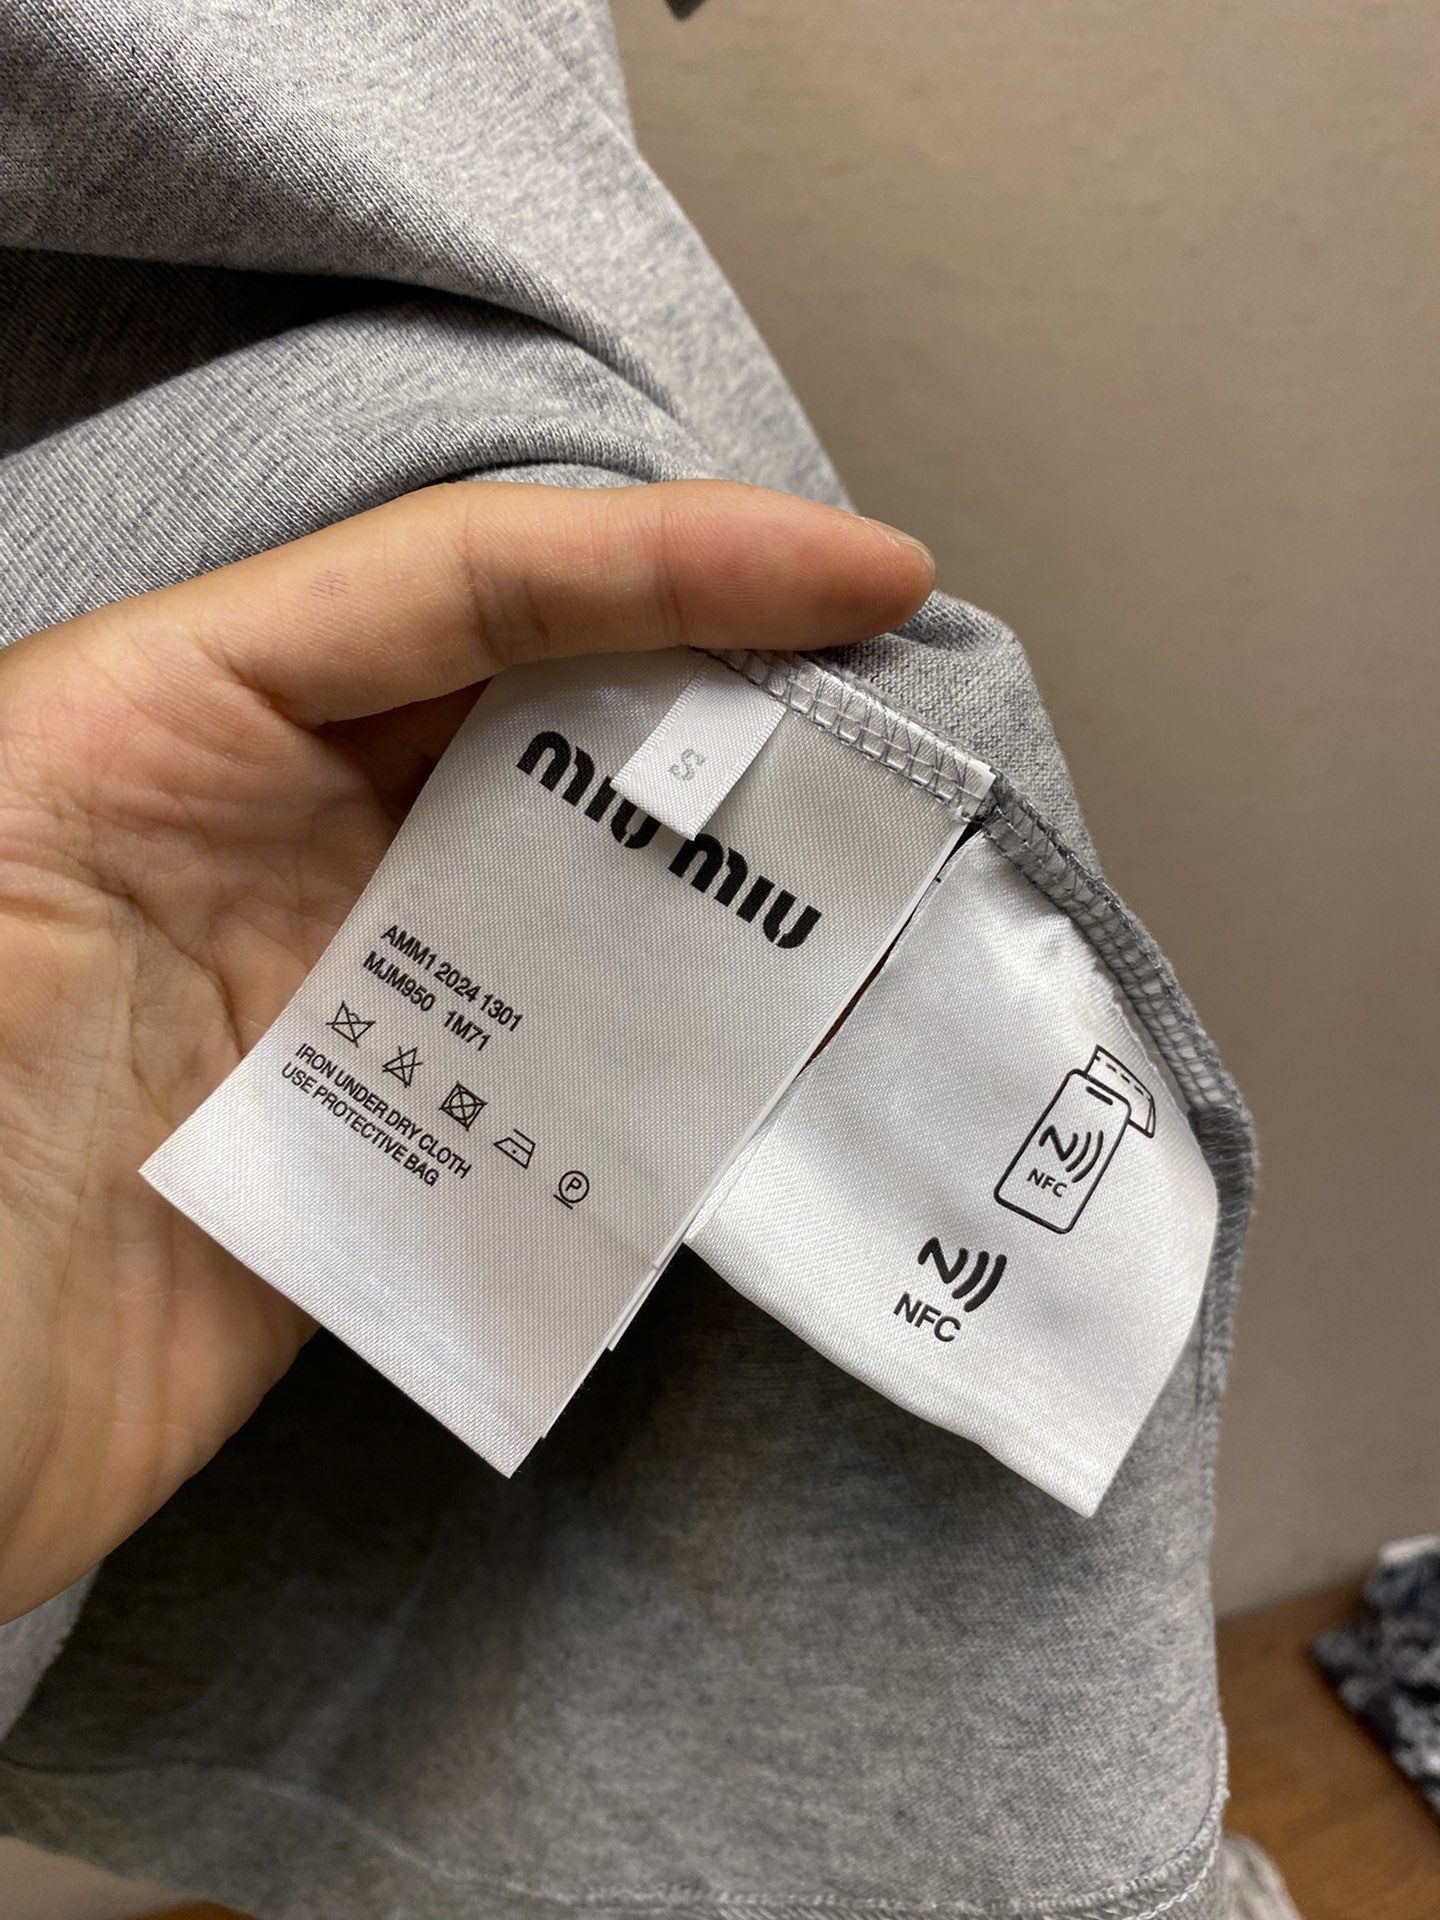 S
miu miu
AMM1 2024 1301
MJM950 1M71
IRON UNDER DRY CLOTH
USE PROTECTIVE BAG
P
N
NFC
N
NFC